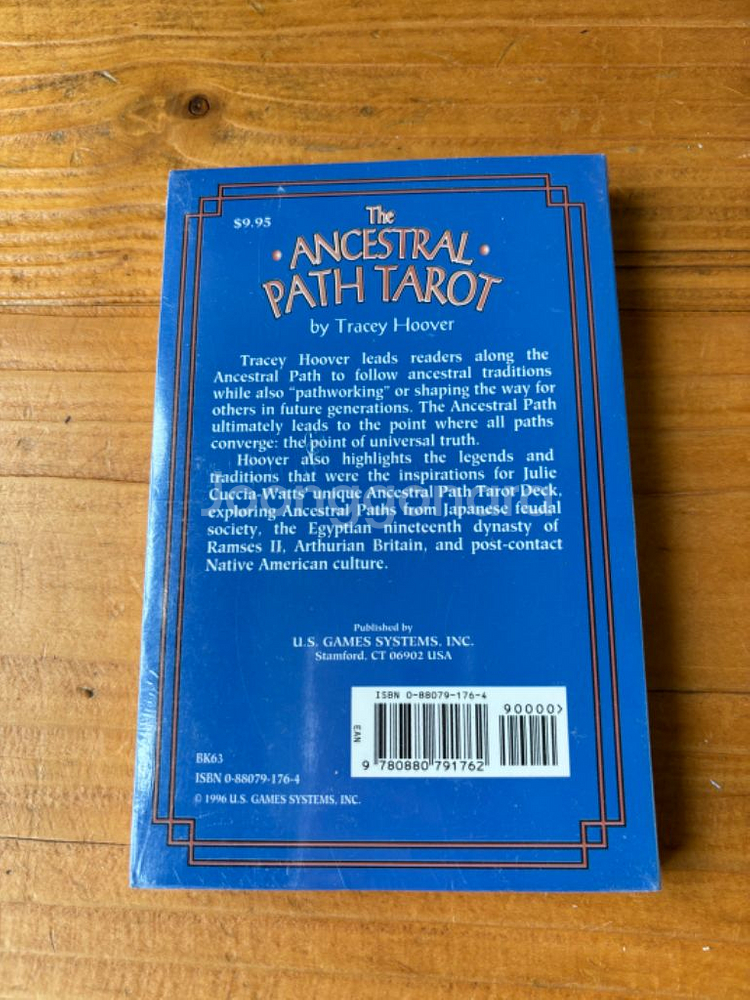 $9.95
The
• ANCESTRAL •
PATH TAROT
by Tracey Hoover
Tracey Hoover leads readers along the
Ancestral Path to follow ancestral traditions
while also "pathworking" or shaping the way for
others in future generations. The Ancestral Path
ultimately leads to the point where all paths
converge: the point of universal truth.
Hoover also highlights the legends and
traditions that were the inspirations for Julie
Cuccia-Watts' unique Ancestral Path Tarot Deck,
exploring Ancestral Paths from Japanese feudal
society, the Egyptian nineteenth dynasty of
Ramses II, Arthurian Britain, and post-contact
Native American culture.
Published by
U.S. GAMES SYSTEMS, INC.
Stamford, CT 06902 USA
ISBN 0-88079-176-4
90000>
EAN
9 780880 791762
BK63
ISBN 0-88079-176-4
© 1996 U.S. GAMES SYSTEMS, INC.